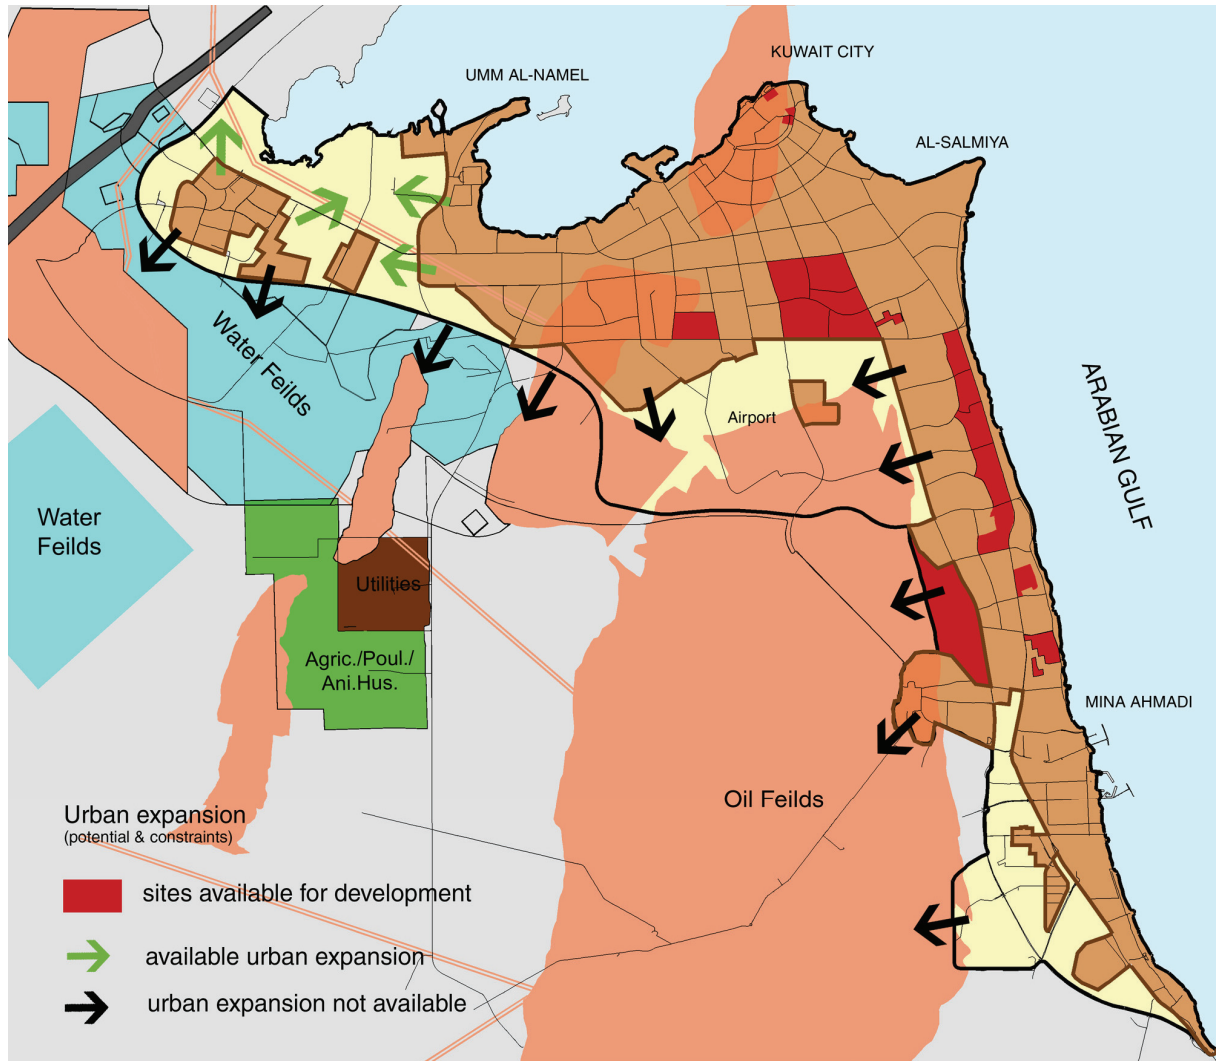 KUWAIT CITY
UMM AL-NAMEL
AL-SALMIYA
ARABIAN GULF
Water Feilds
Airport
Water
Feilds
Utilities
Agric./Poul./
Ani.Hus.
MINA AHMADI
Oil Feilds
Urban expansion
(potential & constraints)
sites available for development
available urban expansion
urban expansion not available